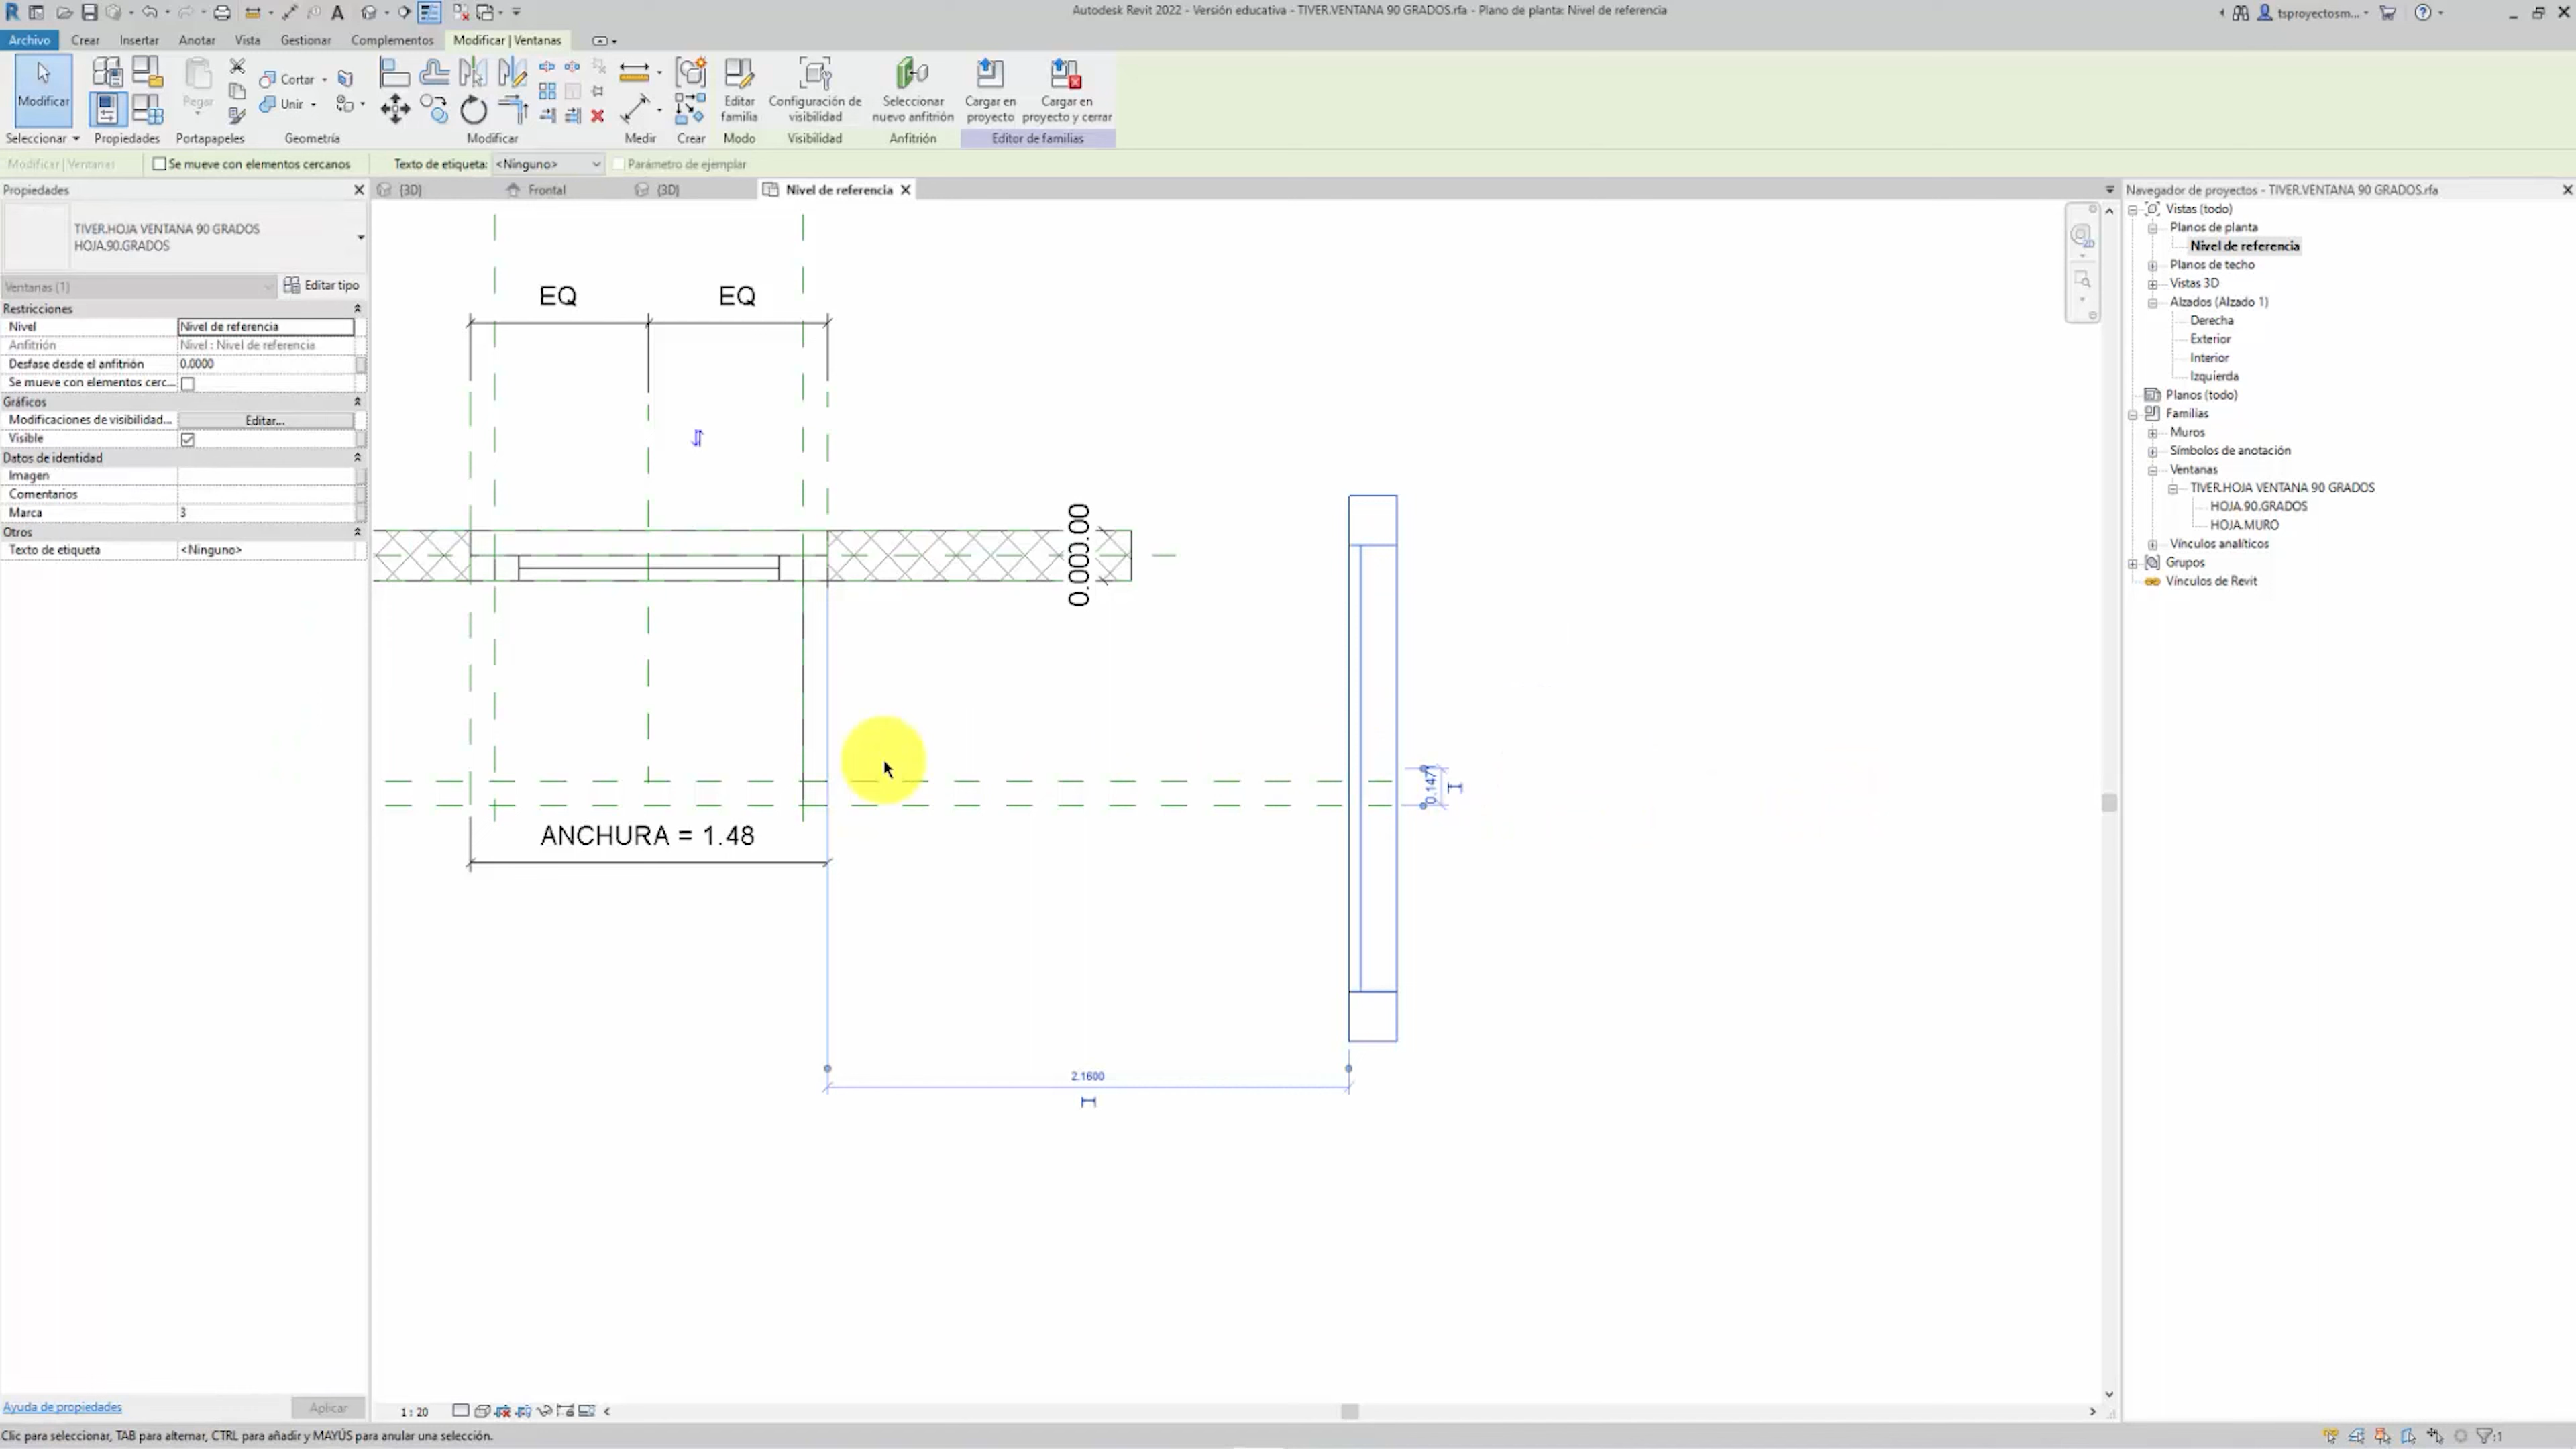 Autodesk Revit 2022 - Versión educativa - TIVER.VENTANA 90 GRADOS.rfa - Plano de planta: Nivel de referencia
tsproyectosm...
Archivo Crear Insertar Anotar Vista Gestionar Complementos Modificar | Ventanas
Modificar
Pegar
Cortar
Unir
Editar familia
Configuración de visibilidad
Seleccionar nuevo anfitrión
Cargar en proyecto
Cargar en proyecto y cerrar
Seleccionar Propiedades Portapapeles Geometría Modificar Medir Crear Modo Visibilidad Anfitrión Editor de familias
Modificar | Ventanas
Se mueve con elementos cercanos
Texto de etiqueta: <Ninguno>
Parámetro de ejemplar
Propiedades
{3D} Frontal {3D} Nivel de referencia
TIVER.HOJA VENTANA 90 GRADOS
HOJA.90.GRADOS
Ventanas (1) Editar tipo
Restricciones
Nivel Nivel de referencia
Anfitrión Nivel : Nivel de referencia
Desfase desde el anfitrión 0.0000
Se mueve con elementos cerc...
Gráficos
Modificaciones de visibilidad... Editar...
Visible
Datos de identidad
Imagen
Comentarios
Marca 3
Otros
Texto de etiqueta <Ninguno>
Ayuda de propiedades Aplicar
EQ EQ
ANCHURA = 1.48
2.1600
0.1471
Navegador de proyectos - TIVER.VENTANA 90 GRADOS.rfa
Vistas (todo)
Planos de planta
Nivel de referencia
Planos de techo
Vistas 3D
Alzados (Alzado 1)
Derecha
Exterior
Interior
Izquierda
Planos (todo)
Familias
Muros
Símbolos de anotación
Ventanas
TIVER.HOJA VENTANA 90 GRADOS
HOJA.90.GRADOS
HOJA.MURO
Vínculos analíticos
Grupos
Vínculos de Revit
1 : 20
Clic para seleccionar, TAB para alternar, CTRL para añadir y MAYÚS para anular una selección.
:1